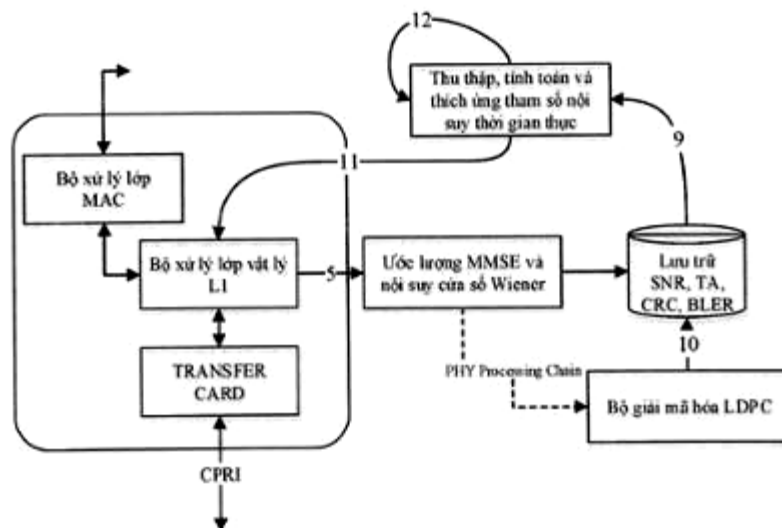 12
Thu thập, tính toán và
thích ứng tham số nội
suy thời gian thực
11
9
Bộ xử lý lớp
MAC
Bộ xử lý lớp vật lý
L1
5
Ước lượng MMSE và
nội suy cửa sổ Wiener
Lưu trữ
SNR, TA,
CRC, BLER
10
TRANSFER
CARD
PHY Processing Chain
Bộ giải mã hóa LDPC
CPRI